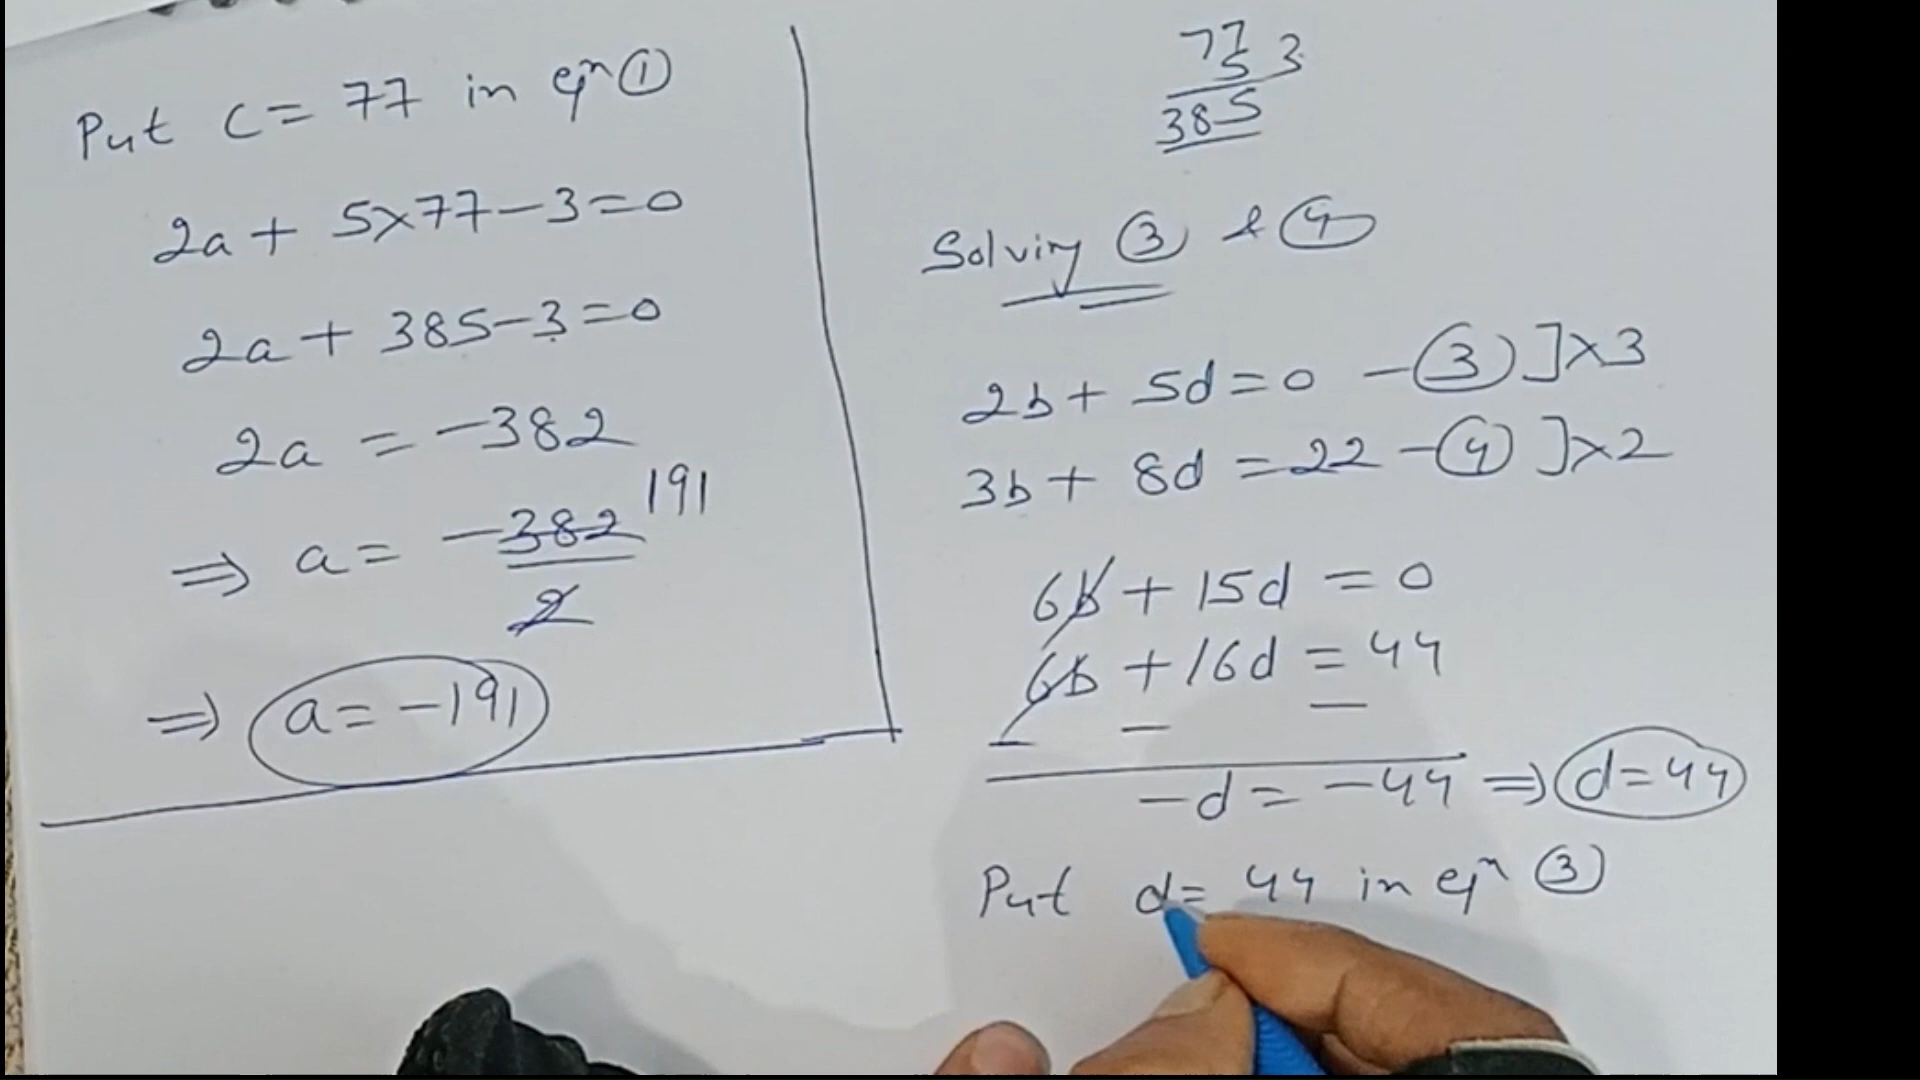 Put c = 77 in eqⁿ ①
2a + 5×77 - 3 = 0
2a + 385 - 3 = 0
2a = -382
⇒ a = -382/2 191
⇒ a = -191
77
5 3
385
Solving ③ & ④
2b + 5d = 0 - ③ ]×3
3b + 8d = 22 - ④ ]×2
6b + 15d = 0
6b + 16d = 44
- - -
-d = -44 ⇒ d = 44
Put d = 44 in eqⁿ ③